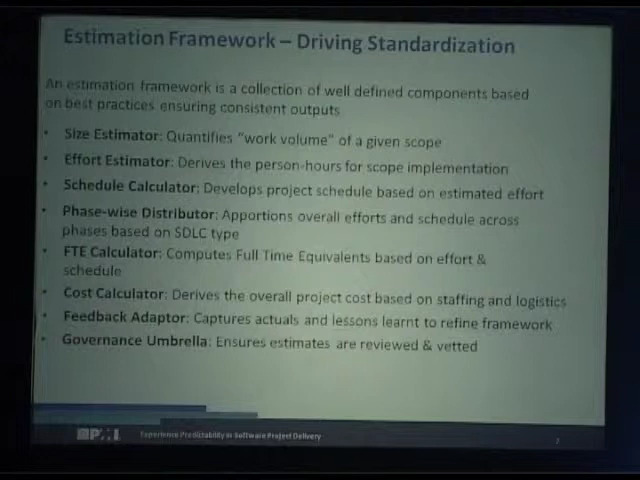 Estimation Framework – Driving Standardization
An estimation framework is a collection of well defined components based
on best practices ensuring consistent outputs
• Size Estimator: Quantifies "work volume" of a given scope
• Effort Estimator: Derives the person-hours for scope implementation
• Schedule Calculator: Develops project schedule based on estimated effort
• Phase-wise Distributor: Apportions overall efforts and schedule across
phases based on SDLC type
• FTE Calculator: Computes Full Time Equivalents based on effort &
schedule
• Cost Calculator: Derives the overall project cost based on staffing and logistics
• Feedback Adaptor: Captures actuals and lessons learnt to refine framework
• Governance Umbrella: Ensures estimates are reviewed & vetted
Experience Predictability in Software Project Delivery
7